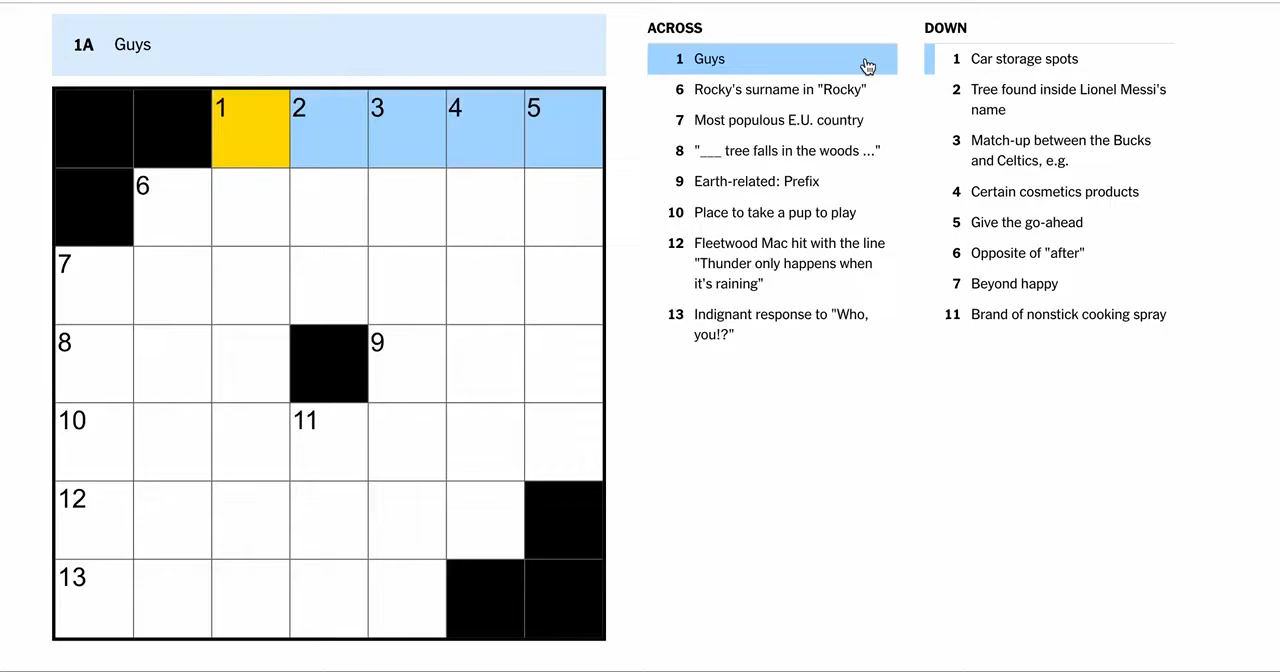 1A Guys
1 2 3 4 5
6
7
8 9
10 11
12
13
ACROSS
1 Guys
6 Rocky's surname in "Rocky"
7 Most populous E.U. country
8 "___ tree falls in the woods ..."
9 Earth-related: Prefix
10 Place to take a pup to play
12 Fleetwood Mac hit with the line
"Thunder only happens when
it's raining"
13 Indignant response to "Who,
you!?"
DOWN
1 Car storage spots
2 Tree found inside Lionel Messi's
name
3 Match-up between the Bucks
and Celtics, e.g.
4 Certain cosmetics products
5 Give the go-ahead
6 Opposite of "after"
7 Beyond happy
11 Brand of nonstick cooking spray